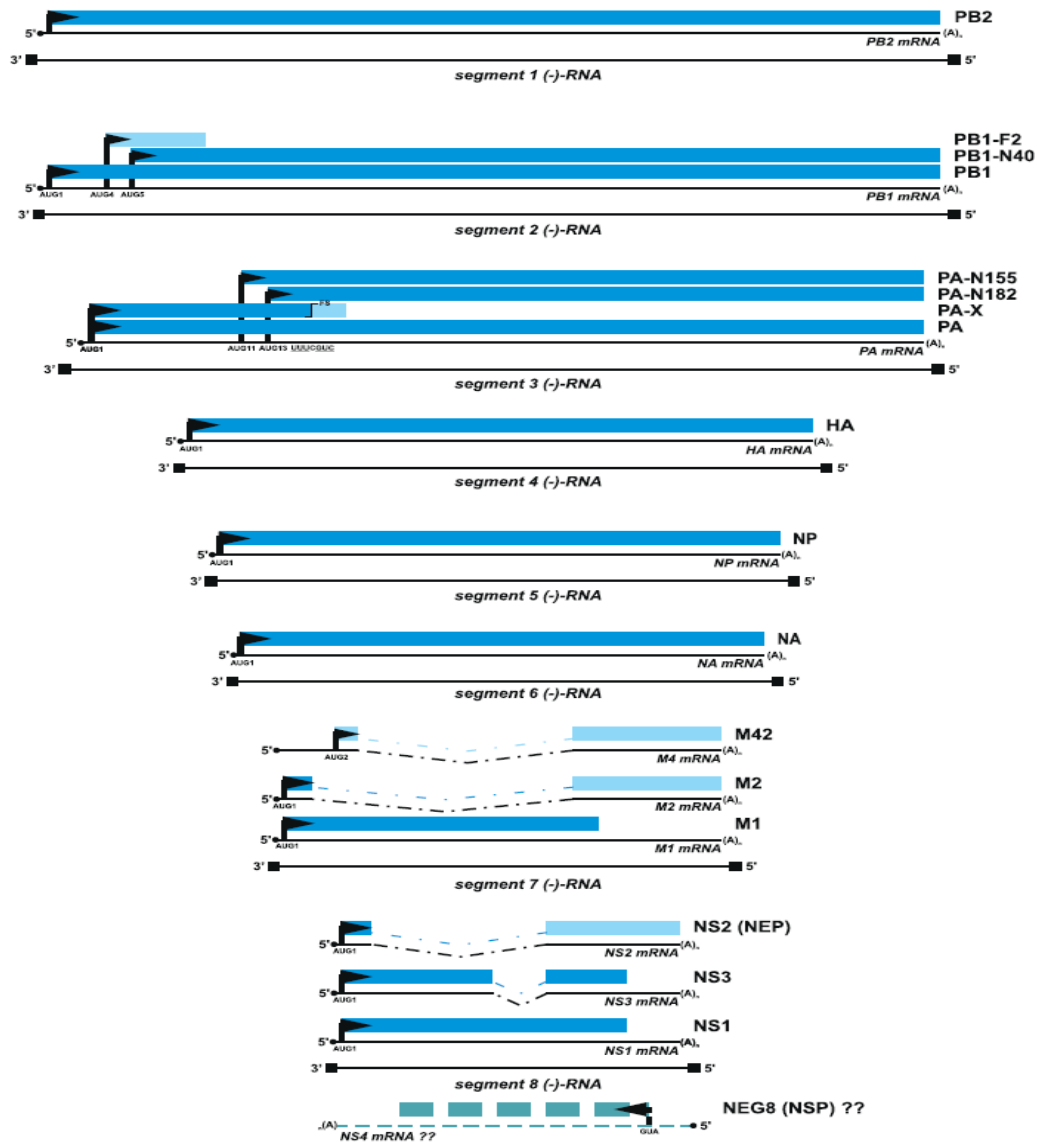 PB2
5' (A)n
PB2 mRNA
3' 5'
segment 1 (-)-RNA
PB1-F2
PB1-N40
PB1
5' (A)n
AUG1 AUG4 AUG5 PB1 mRNA
3' 5'
segment 2 (-)-RNA
PA-N155
PA-N182
FS PA-X
PA
5' (A)n
AUG1 AUG11 AUG13 UUUCGUC PA mRNA
3' 5'
segment 3 (-)-RNA
HA
5' (A)n
AUG1 HA mRNA
3' 5'
segment 4 (-)-RNA
NP
5' (A)n
AUG1 NP mRNA
3' 5'
segment 5 (-)-RNA
NA
5' (A)n
AUG1 NA mRNA
3' 5'
segment 6 (-)-RNA
M42
5' (A)n
AUG2 M4 mRNA
M2
5' (A)n
AUG1 M2 mRNA
M1
5' (A)n
AUG1 M1 mRNA
3' 5'
segment 7 (-)-RNA
NS2 (NEP)
5' (A)n
AUG1 NS2 mRNA
NS3
5' (A)n
AUG1 NS3 mRNA
NS1
5' (A)n
AUG1 NS1 mRNA
3' 5'
segment 8 (-)-RNA
NEG8 (NSP) ??
n(A) 5'
NS4 mRNA ?? GUA